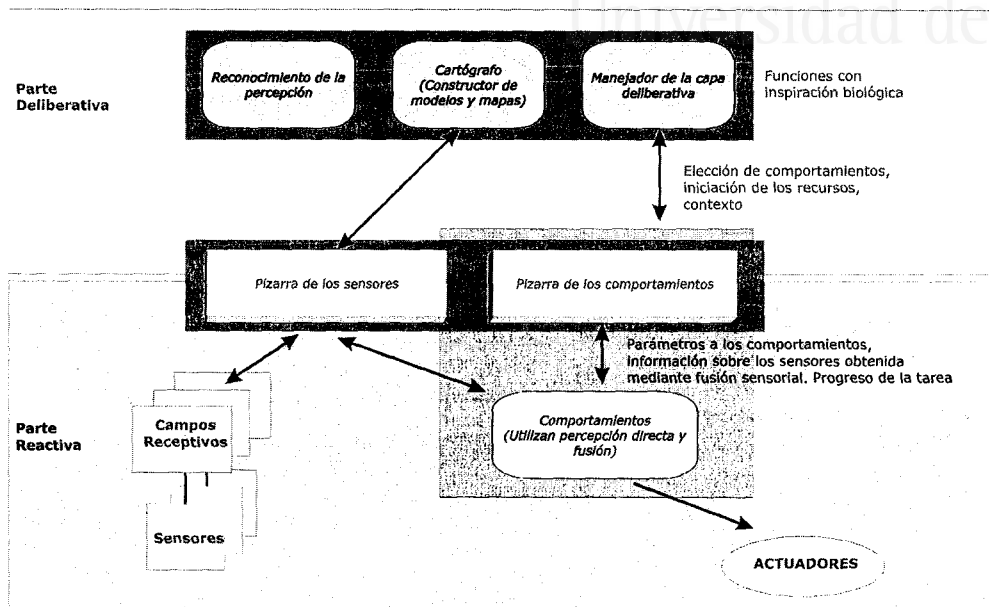 Universidad de
Parte
Deliberativa
Reconocimiento de la
percepción
Cartógrafo
(Constructor de
modelos y mapas)
Manejador de la capa
deliberativa
Funciones con
inspiración biológica
Elección de comportamientos,
iniciación de los recursos,
contexto
Pizarra de los sensores
Pizarra de los comportamientos
Parámetros a los comportamientos,
información sobre los sensores obtenida
mediante fusión sensorial. Progreso de la tarea
Parte
Reactiva
Campos
Receptivos
Comportamientos
(Utilizan percepción directa y
fusión)
Sensores
ACTUADORES